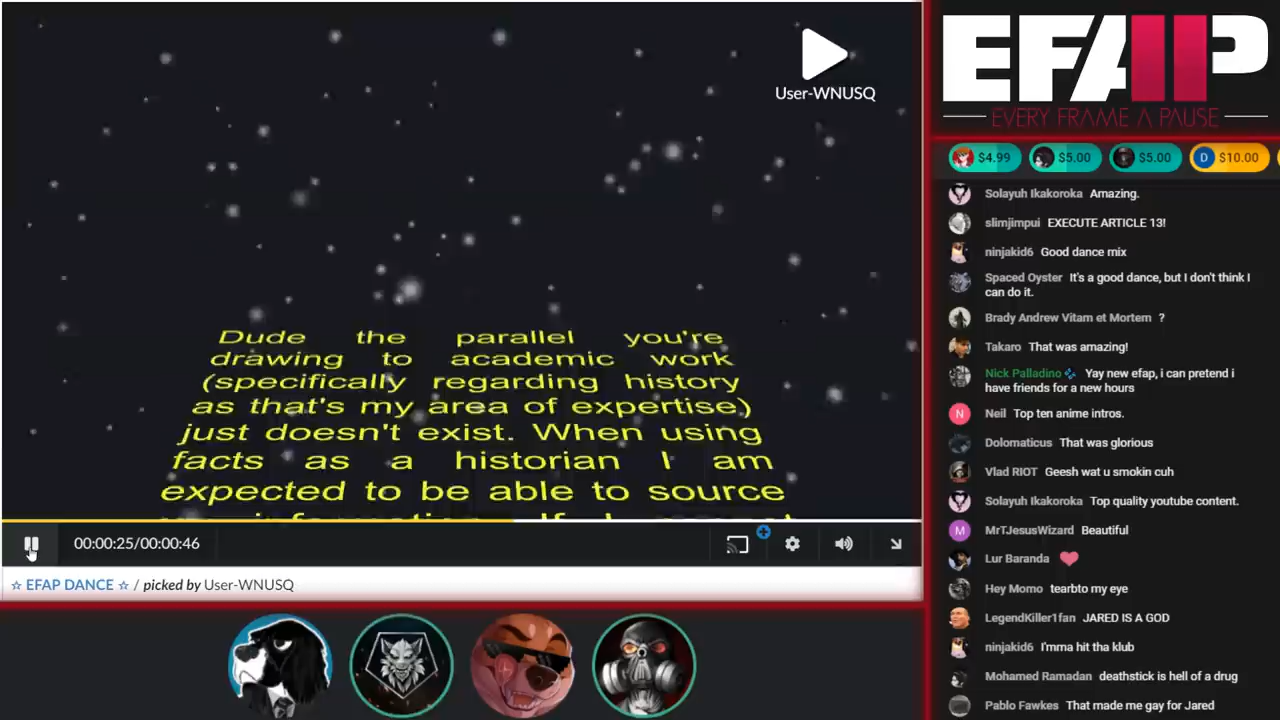 User-WNUSQ
Dude the parallel you're
drawing to academic work
(specifically regarding history
as that's my area of expertise)
just doesn't exist. When using
facts as a historian I am
expected to be able to source
00:00:25/00:00:46
☆ EFAP DANCE ☆ / picked by User-WNUSQ
EFAP
EVERY FRAME A PAUSE
$4.99 $5.00 $5.00 D $10.00
Solayuh Ikakoroka Amazing.
slimjimpui EXECUTE ARTICLE 13!
ninjakid6 Good dance mix
Spaced Oyster It's a good dance, but I don't think I
can do it.
Brady Andrew Vitam et Mortem ?
Takaro That was amazing!
Nick Palladino Yay new efap, i can pretend i
have friends for a new hours
N Neil Top ten anime intros.
Dolomaticus That was glorious
Vlad RIOT Geesh wat u smokin cuh
Solayuh Ikakoroka Top quality youtube content.
M MrTJesusWizard Beautiful
Lur Baranda
Hey Momo tearbto my eye
LegendKiller1fan JARED IS A GOD
ninjakid6 I'mma hit tha klub
Mohamed Ramadan deathstick is hell of a drug
Pablo Fawkes That made me gay for Jared